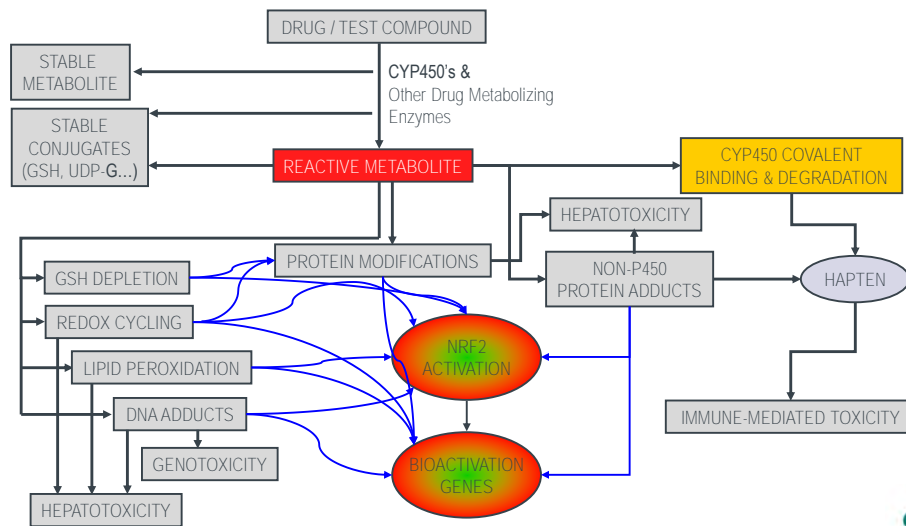 DRUG / TEST COMPOUND
STABLE
METABOLITE
CYP450's &
Other Drug Metabolizing
Enzymes
STABLE
CONJUGATES
(GSH, UDP-G...)
REACTIVE METABOLITE
CYP450 COVALENT
BINDING & DEGRADATION
HEPATOTOXICITY
PROTEIN MODIFICATIONS
GSH DEPLETION
NON-P450
PROTEIN ADDUCTS
HAPTEN
REDOX CYCLING
NRF2
ACTIVATION
LIPID PEROXIDATION
DNA ADDUCTS
IMMUNE-MEDIATED TOXICITY
GENOTOXICITY
BIOACTIVATION
GENES
HEPATOTOXICITY